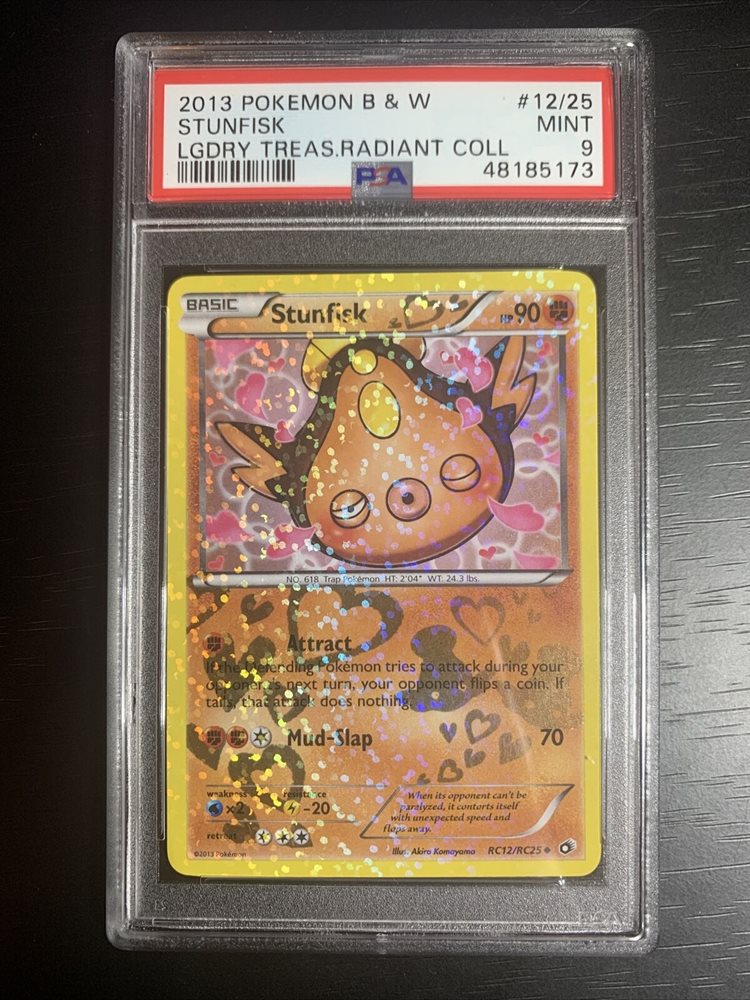 2013 POKEMON B & W #12/25
STUNFISK MINT
LGDRY TREAS.RADIANT COLL 9
PSA 48185173
BASIC
Stunfisk HP 90
NO. 618 Trap Pokémon HT: 2'04" WT: 24.3 lbs.
Attract
If the Defending Pokémon tries to attack during your
opponent's next turn, your opponent flips a coin. If
tails, that attack does nothing.
Mud-Slap 70
weakness resistance
×2 -20
When its opponent can't be
paralyzed, it contorts itself
with unexpected speed and
flops away.
retreat
©2013 Pokémon
Illus. Akira Komayama RC12/RC25